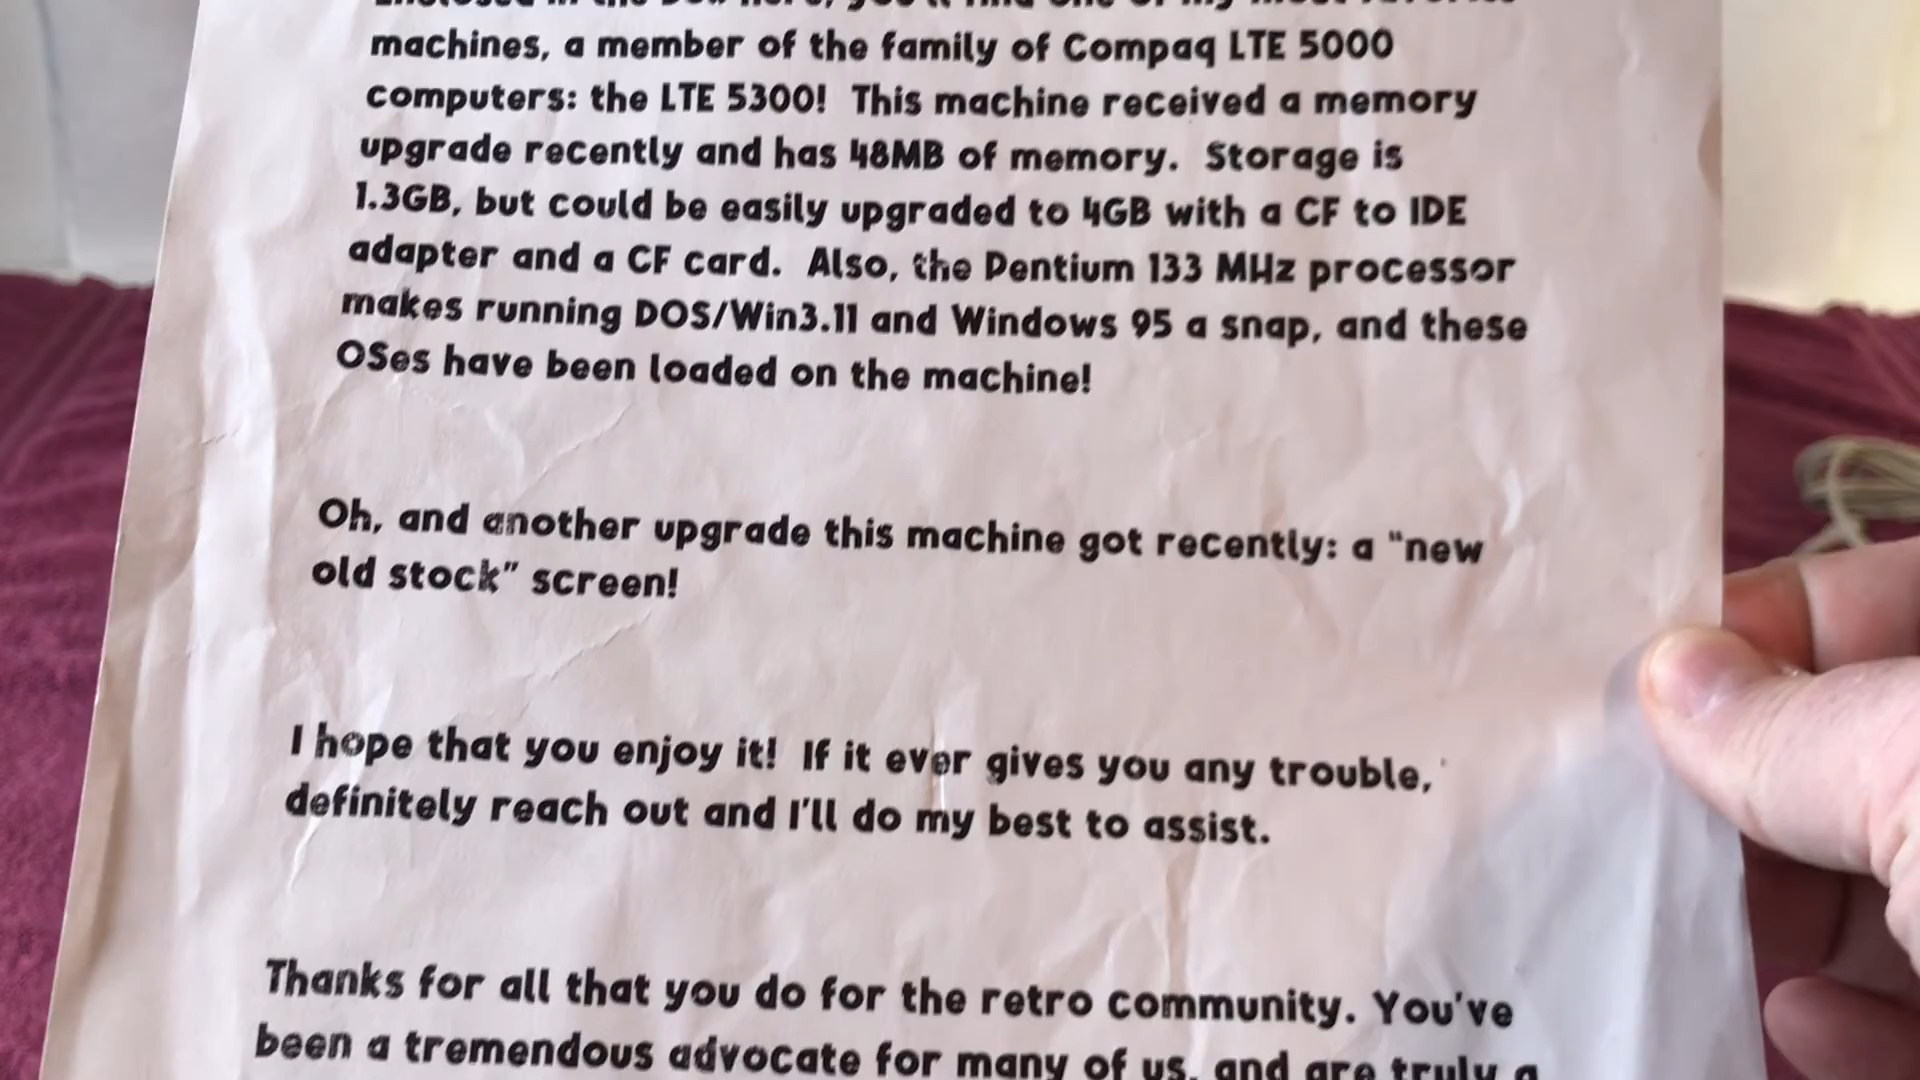 machines, a member of the family of Compaq LTE 5000
computers: the LTE 5300!  This machine received a memory
upgrade recently and has 48MB of memory.  Storage is
1.3GB, but could be easily upgraded to 4GB with a CF to IDE
adapter and a CF card.  Also, the Pentium 133 MHz processor
makes running DOS/Win3.11 and Windows 95 a snap, and these
OSes have been loaded on the machine!
Oh, and another upgrade this machine got recently: a “new
old stock” screen!
I hope that you enjoy it!  If it ever gives you any trouble,
definitely reach out and I'll do my best to assist.
Thanks for all that you do for the retro community. You've
been a tremendous advocate for many of us, and are truly a